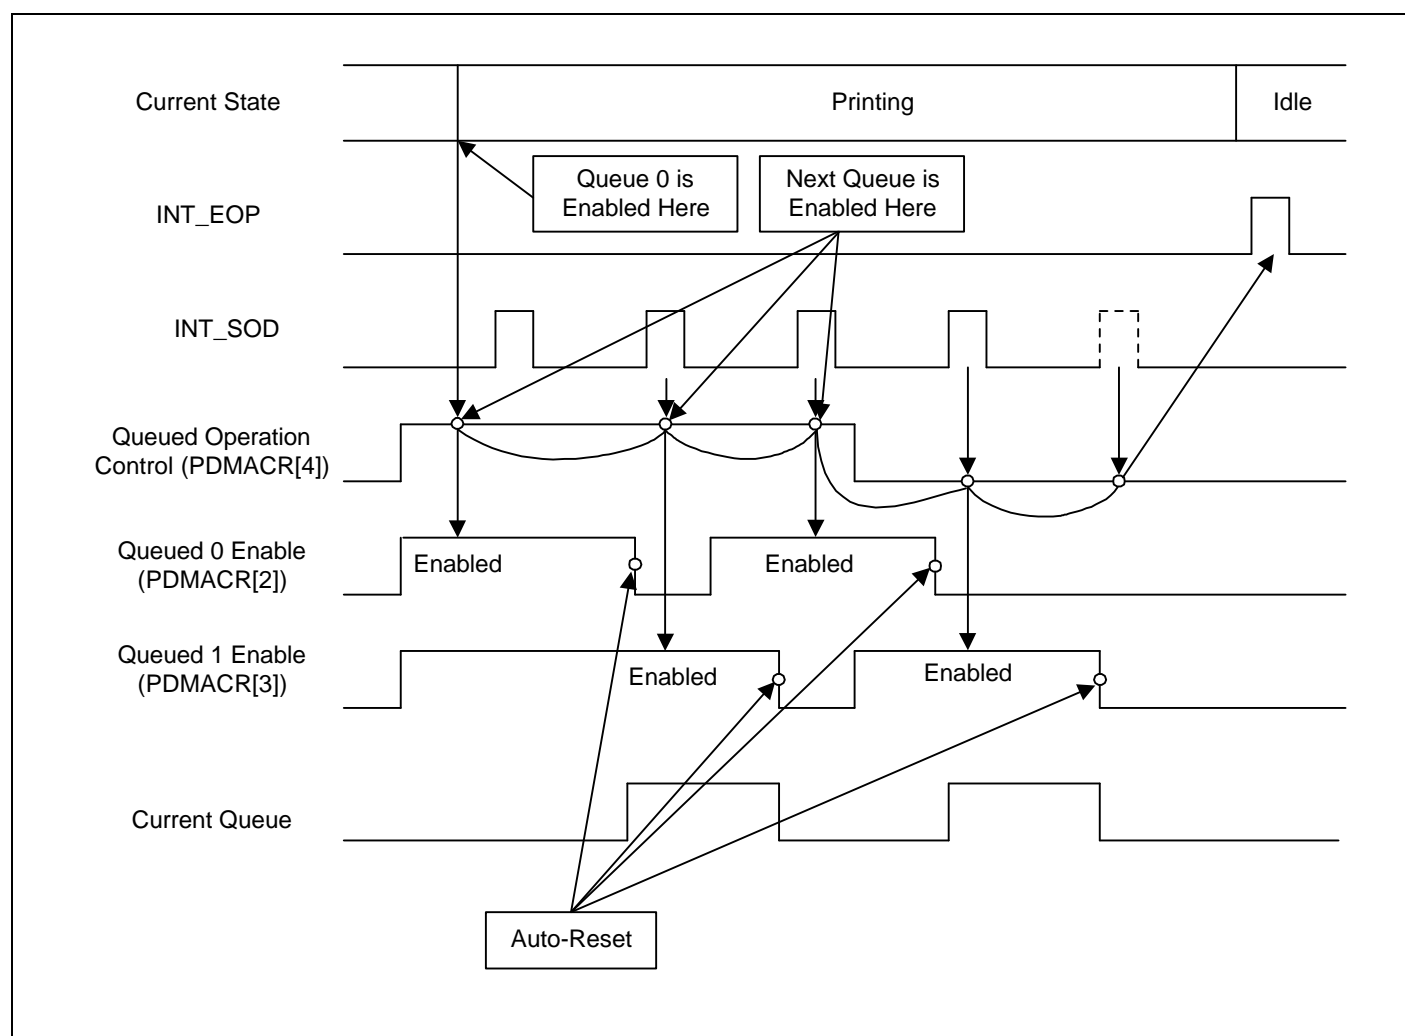 Current State
Printing
Idle
Queue 0 is
Enabled Here
Next Queue is
Enabled Here
INT_EOP
INT_SOD
Queued Operation
Control (PDMACR[4])
Queued 0 Enable
(PDMACR[2])
Enabled
Enabled
Queued 1 Enable
(PDMACR[3])
Enabled
Enabled
Current Queue
Auto-Reset